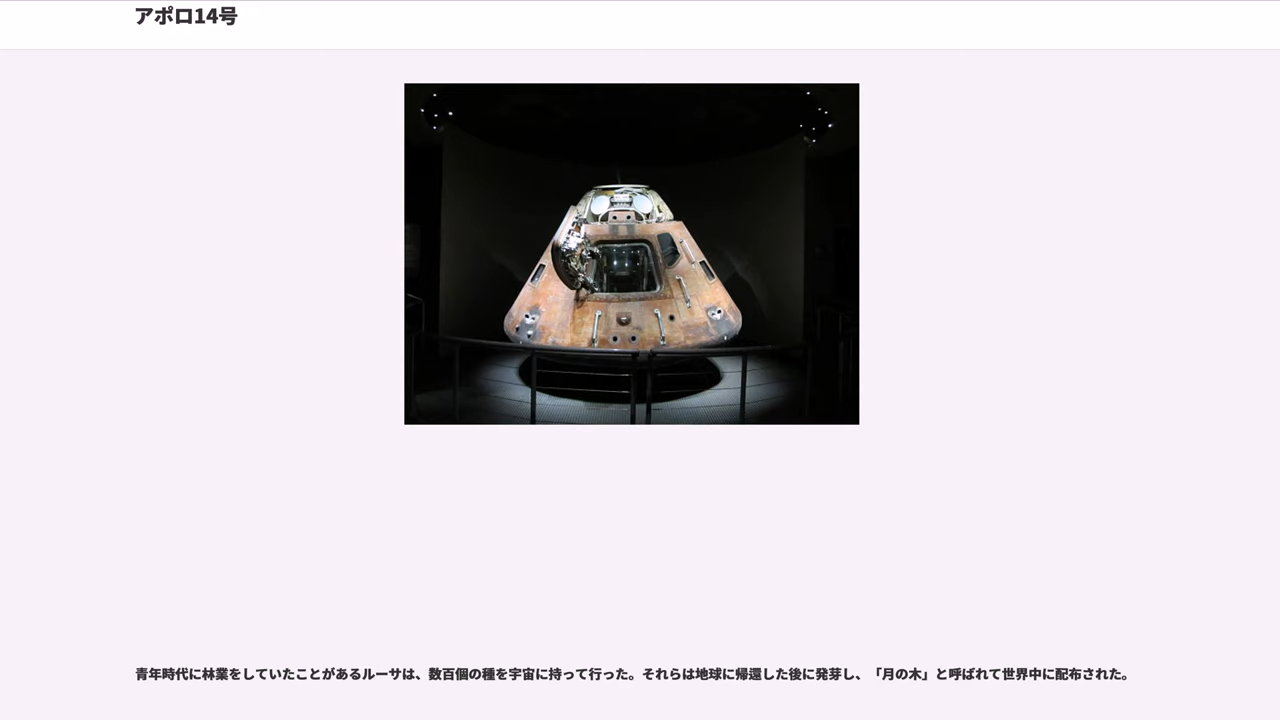 アポロ14号
青年時代に林業をしていたことがあるルーサは、数百個の種を宇宙に持って行った。それらは地球に帰還した後に発芽し、「月の木」と呼ばれて世界中に配布された。